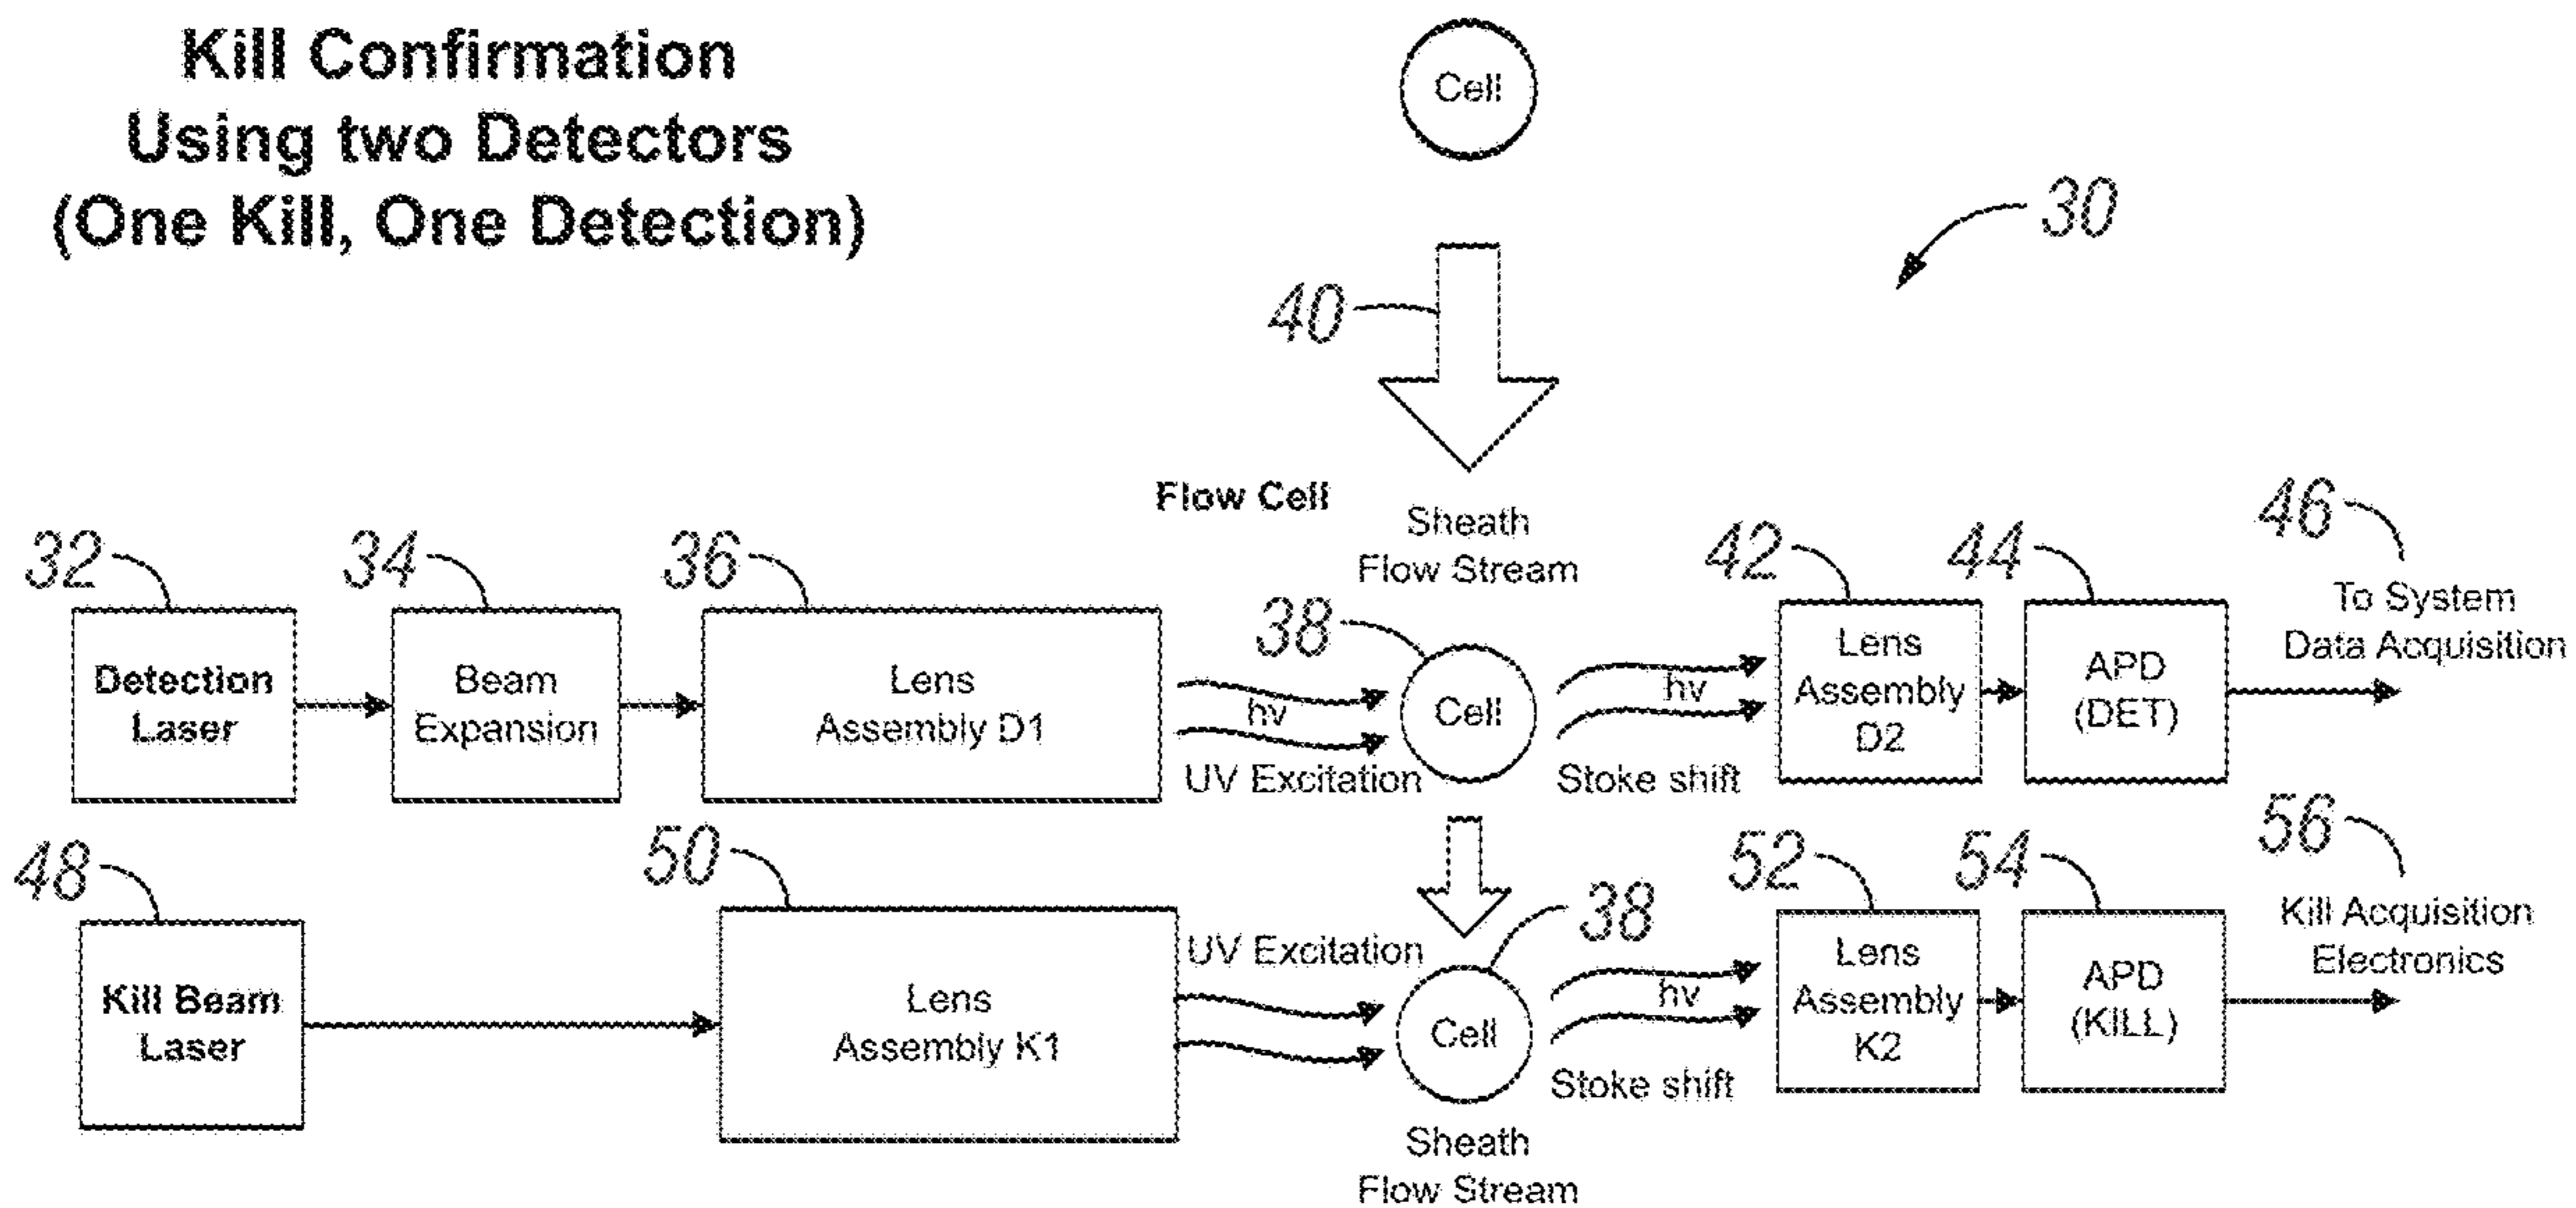 Kill Confirmation
Using two Detectors
(One Kill, One Detection)
Cell
30
40
Flow Cell
Sheath
Flow Stream
32
34
36
38
42
44
46
Detection
Laser
Beam
Expansion
Lens
Assembly D1
hv
UV Excitation
Cell
hv
Stoke shift
Lens
Assembly
D2
APD
(DET)
To System
Data Acquisition
48
50
38
52
54
56
Kill Beam
Laser
Lens
Assembly K1
UV Excitation
Cell
hv
Stoke shift
Lens
Assembly
K2
APD
(KILL)
Kill Acquisition
Electronics
Sheath
Flow Stream